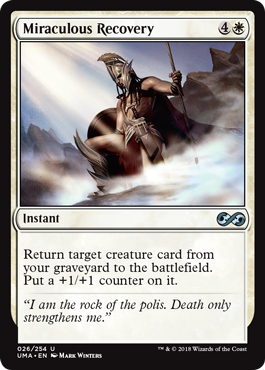 Miraculous Recovery 4
Instant
Return target creature card from
your graveyard to the battlefield.
Put a +1/+1 counter on it.
“I am the rock of the polis. Death only
strengthens me.”
026/254 U
UMA • EN MARK WINTERS
™ & © 2018 Wizards of the Coast